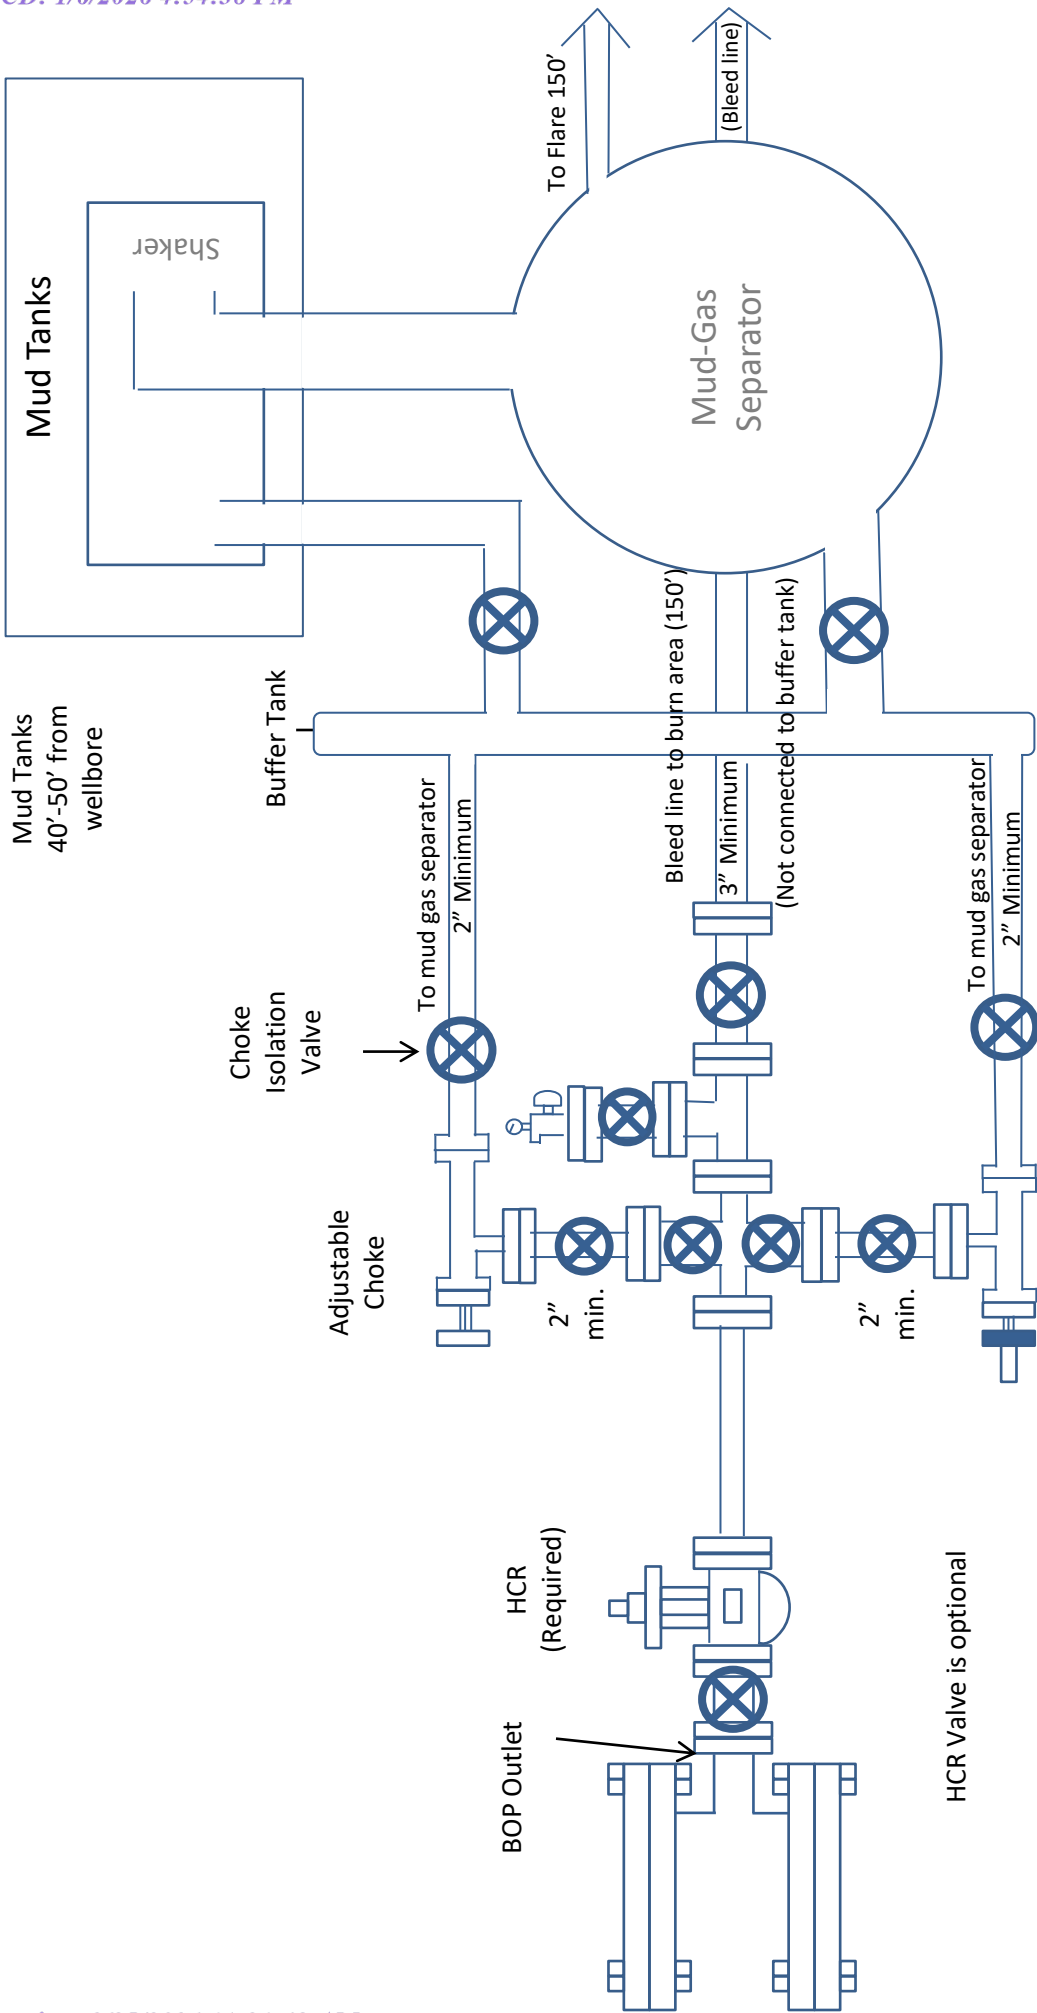 Mud Tanks
Shaker
To Flare 150'
(Bleed line)
Mud-Gas
Separator
Mud Tanks
40'-50' from
wellbore
Buffer Tank
Bleed line to burn area (150')
3” Minimum
(Not connected to buffer tank)
To mud gas separator
2” Minimum
To mud gas separator
2” Minimum
Choke
Isolation
Valve
Adjustable
Choke
2”
min.
2”
min.
HCR
(Required)
BOP Outlet
HCR Valve is optional